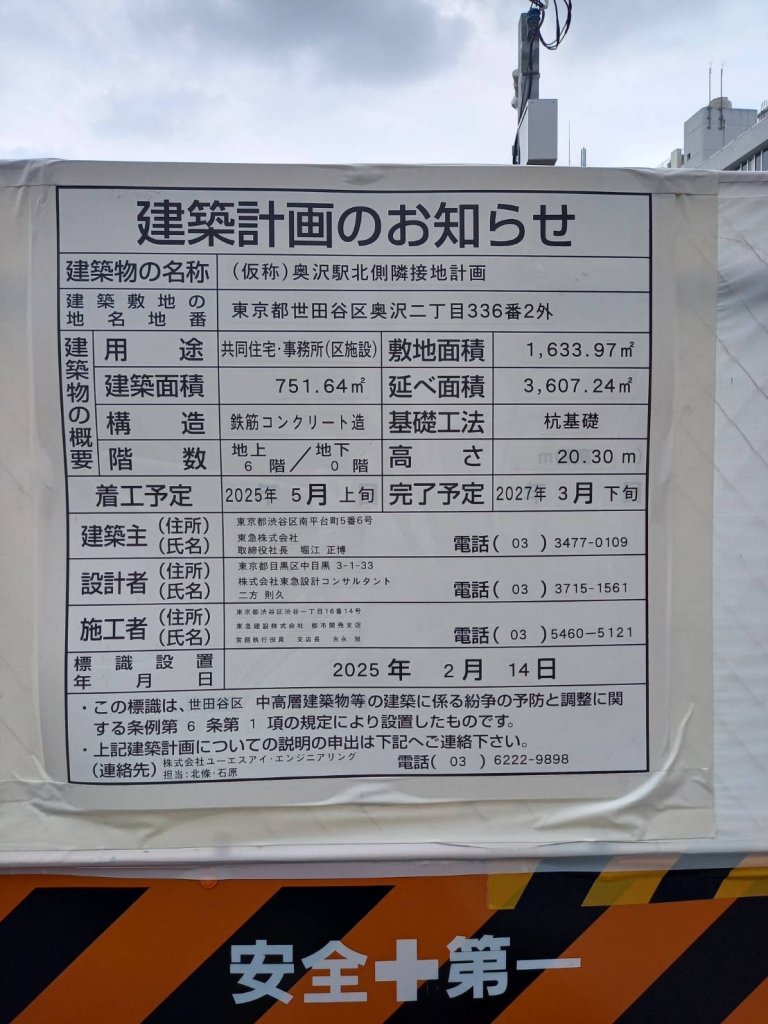 建築計画のお知らせ
建築物の名称 (仮称)奥沢駅北側隣接地計画
建築敷地の地名地番 東京都世田谷区奥沢二丁目336番2外
建築物の概要
用途 共同住宅・事務所(区施設) 敷地面積 1,633.97㎡
建築面積 751.64㎡ 延べ面積 3,607.24㎡
構造 鉄筋コンクリート造 基礎工法 杭基礎
階数 地上6階／地下0階 高さ 20.30 m
着工予定 2025年 5月 上旬 完了予定 2027年 3月 下旬
建築主 (住所) 東京都渋谷区南平台町5番6号
(氏名) 東急株式会社
取締役社長 堀江 正博 電話( 03 ) 3477-0109
設計者 (住所) 東京都目黒区中目黒 3-1-33
(氏名) 株式会社東急設計コンサルタント
二方 則久 電話( 03 ) 3715-1561
施工者 (住所) 東京都渋谷区渋谷一丁目16番14号
(氏名) 東急建設株式会社 都市開発支店
常務執行役員 支店長 吉永 旭 電話( 03 ) 5460-5121
標識設置年月日 2025 年 2 月 14 日
・この標識は、世田谷区 中高層建築物等の建築に係る紛争の予防と調整に関
する条例第 6 条第 1 項の規定により設置したものです。
・上記建築計画についての説明の申出は下記へご連絡下さい。
(連絡先) 株式会社ユーエスアイ・エンジニアリング
担当:北條・石原 電話( 03 ) 6222-9898
安全✚第一